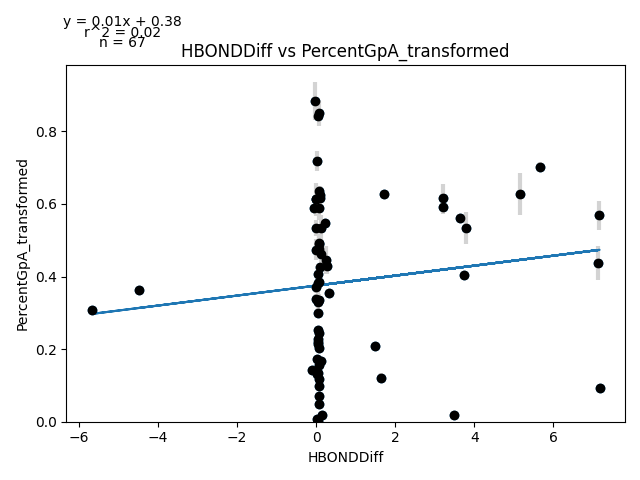 y = 0.01x + 0.38
r^2 = 0.02
n = 67
HBONDDiff vs PercentGpA_transformed
PercentGpA_transformed
0.8
0.6
0.4
0.2
0.0
−6
−4
−2
0
2
4
6
HBONDDiff